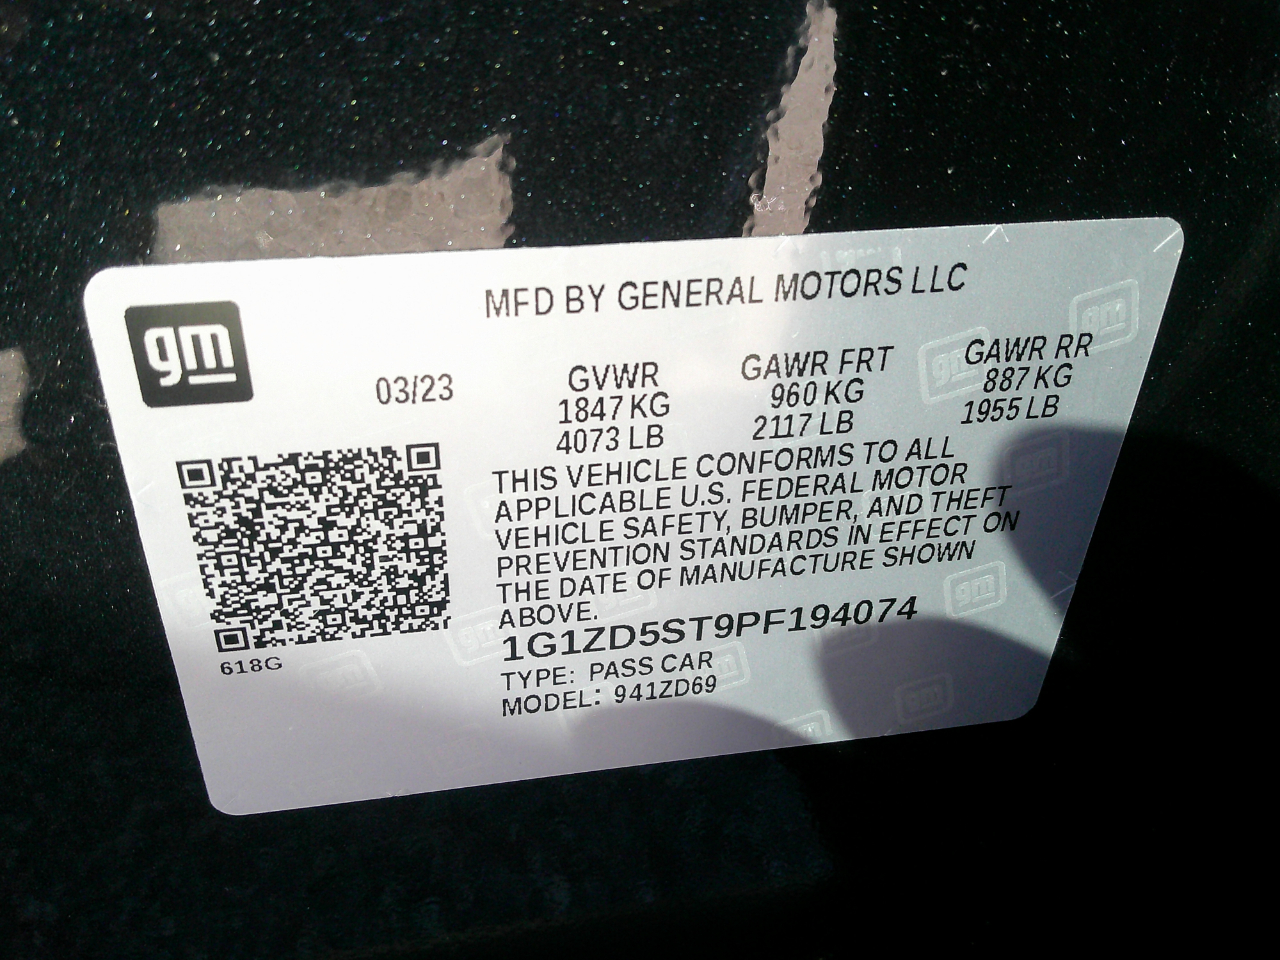 MFD BY GENERAL MOTORS LLC
gm
03/23
GVWR GAWR FRT GAWR RR
1847 KG 960 KG 887 KG
4073 LB 2117 LB 1955 LB
THIS VEHICLE CONFORMS TO ALL
APPLICABLE U.S. FEDERAL MOTOR
VEHICLE SAFETY, BUMPER, AND THEFT
PREVENTION STANDARDS IN EFFECT ON
THE DATE OF MANUFACTURE SHOWN
ABOVE.
1G1ZD5ST9PF194074
TYPE: PASS CAR
MODEL: 941ZD69
618G